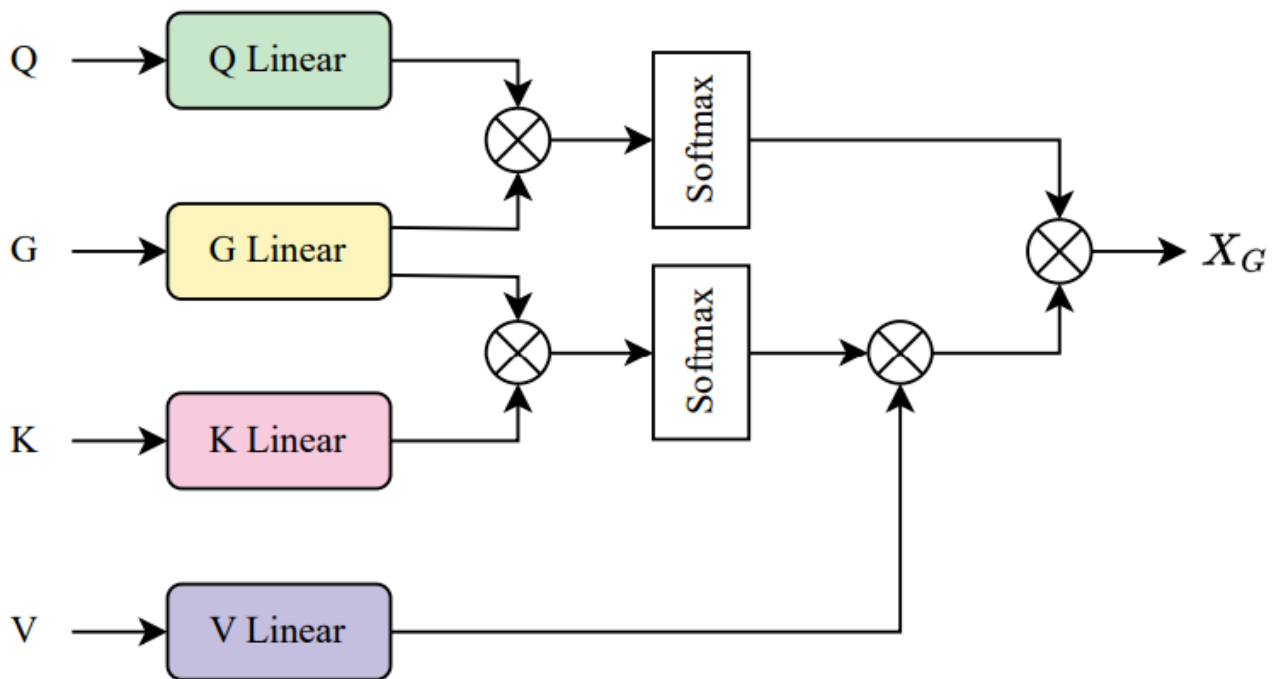 Q
Q Linear
Softmax
G
G Linear
X_G
Softmax
K
K Linear
V
V Linear